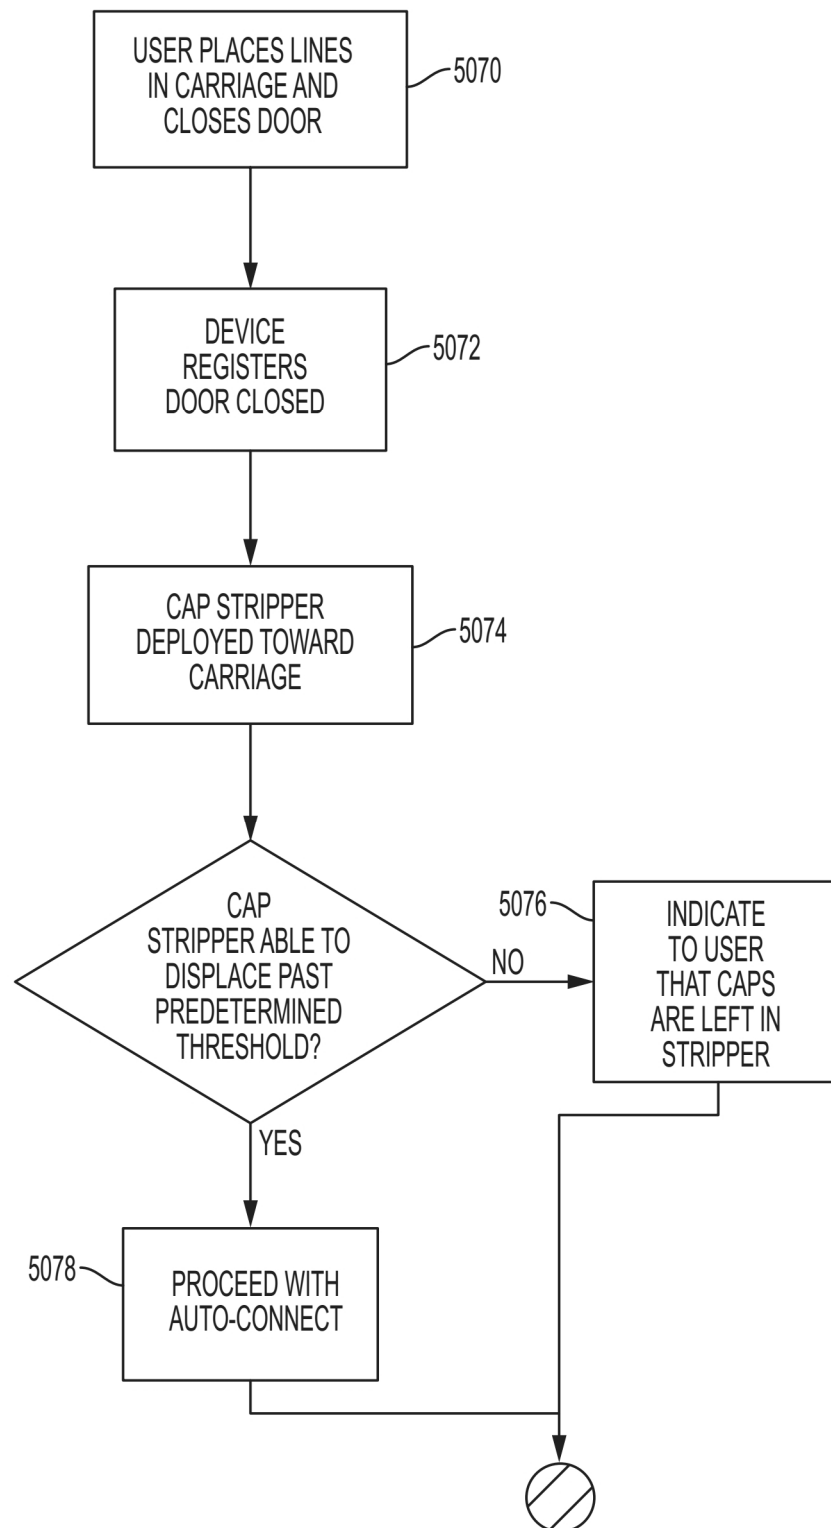 USER PLACES LINES
IN CARRIAGE AND
CLOSES DOOR
5070
DEVICE
REGISTERS
DOOR CLOSED
5072
CAP STRIPPER
DEPLOYED TOWARD
CARRIAGE
5074
CAP
STRIPPER ABLE TO
DISPLACE PAST
PREDETERMINED
THRESHOLD?
NO
5076
INDICATE
TO USER
THAT CAPS
ARE LEFT IN
STRIPPER
YES
5078
PROCEED WITH
AUTO-CONNECT